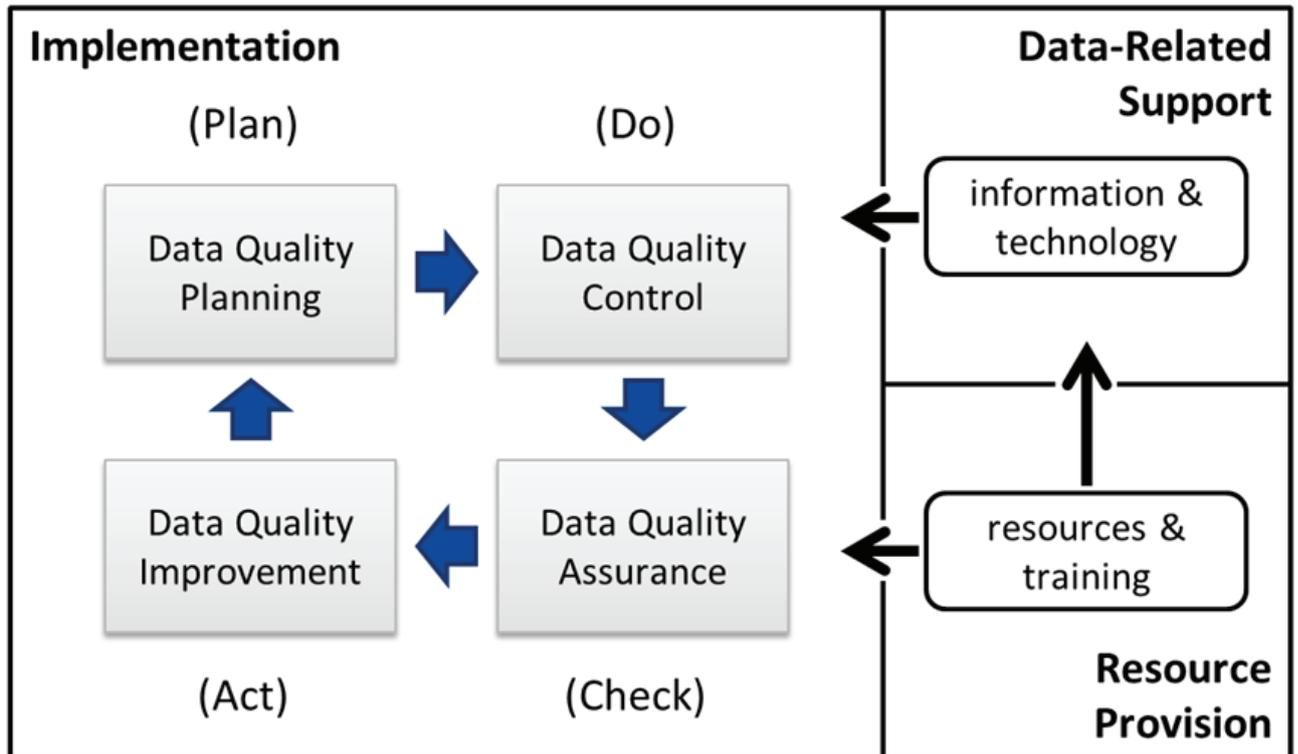 Implementation
(Plan)
(Do)
Data Quality
Planning
Data Quality
Control
Data Quality
Improvement
Data Quality
Assurance
(Act)
(Check)
Data-Related
Support
information &
technology
resources &
training
Resource
Provision